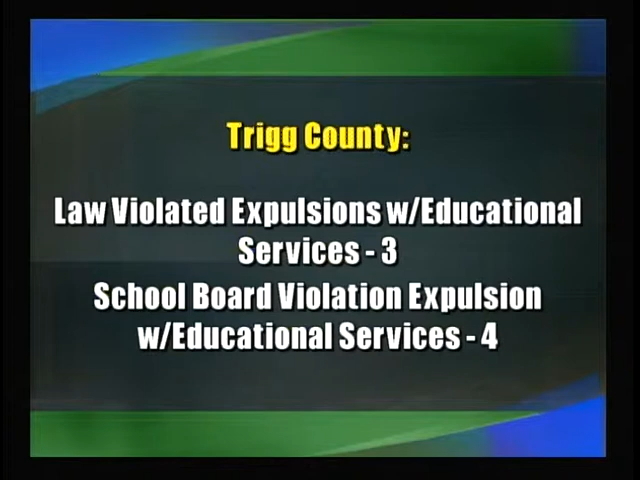 Trigg County:
Law Violated Expulsions w/Educational
Services - 3
School Board Violation Expulsion
w/Educational Services - 4